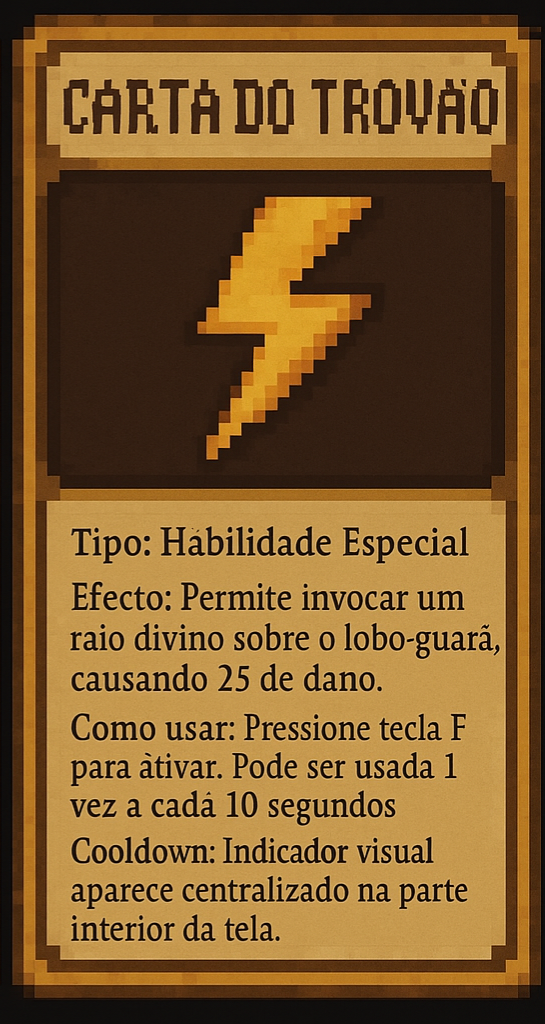 CARTA DO TROVÃO
Tipo: Hàbilidade Especial
Efecto: Permite invocar um
raio divino sobre o lobo-guarã,
causando 25 de dano.
Como usar: Pressione tecla F
para àtivar. Pode ser usada 1
vez a cadá 10 segundos
Cooldown: Indicador visual
aparece centralizado na parte
interior da tela.